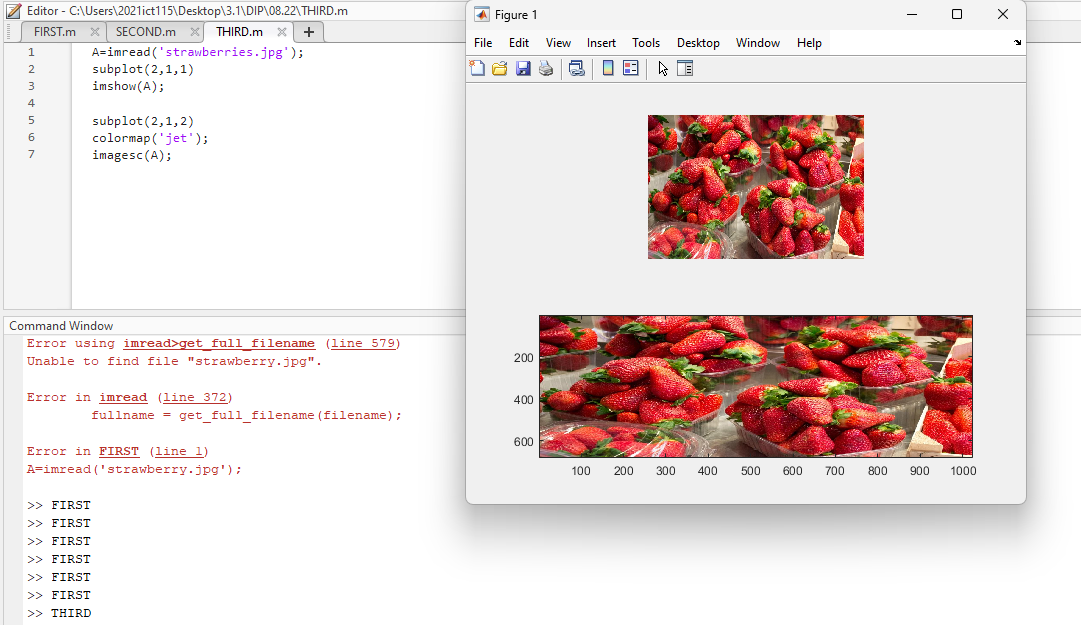 Editor - C:\Users\2021ict115\Desktop\3.1\DIP\08.22\THIRD.m
FIRST.m SECOND.m THIRD.m +
1 A=imread('strawberries.jpg');
2 subplot(2,1,1)
3 imshow(A);
4
5 subplot(2,1,2)
6 colormap('jet');
7 imagesc(A);
Command Window
Error using imread>get_full_filename (line 579)
Unable to find file "strawberry.jpg".
Error in imread (line 372)
fullname = get_full_filename(filename);
Error in FIRST (line 1)
A=imread('strawberry.jpg');
>> FIRST
>> FIRST
>> FIRST
>> FIRST
>> FIRST
>> FIRST
>> THIRD
Figure 1
File Edit View Insert Tools Desktop Window Help
200
400
600
100 200 300 400 500 600 700 800 900 1000